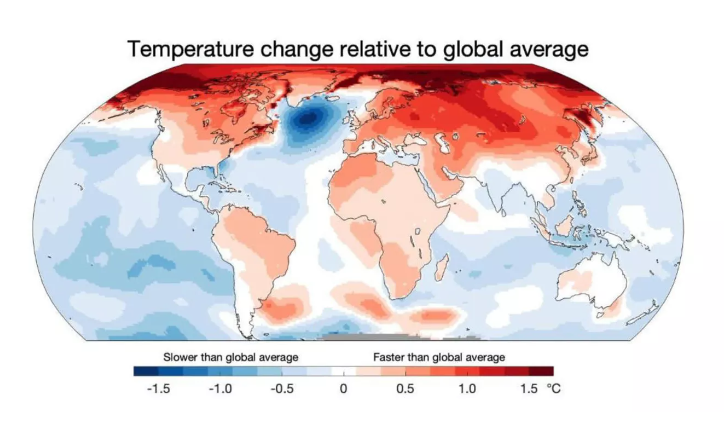 Temperature change relative to global average
Slower than global average Faster than global average
-1.5 -1.0 -0.5 0 0.5 1.0 1.5 °C